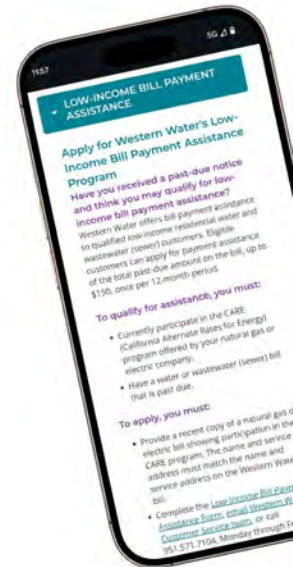 11:57
5G
LOW-INCOME BILL PAYMENT
ASSISTANCE
Apply for Western Water's Low-
Income Bill Payment Assistance
Program
Have you received a past-due notice
and think you may qualify for low-
income bill payment assistance?
Western Water offers bill payment assistance
to qualified low-income residential water and
wastewater (sewer) customers. Eligible
customers can apply for payment assistance
of the total past-due amount on the bill, up to
$150, once per 12-month period.
To qualify for assistance, you must:
• Currently participate in the CARE
(California Alternate Rates for Energy)
program offered by your natural gas or
electric company.
• Have a water or wastewater (sewer) bill
that is past due.
To apply, you must:
• Provide a recent copy of a natural gas o
electric bill showing participation in the
CARE program. The name and service
address must match the name and
service address on the Western Wate
bill.
• Complete the Low-Income Bill Paym
Assistance Form, email Western W
Customer Service team, or call
951.571.7104, Monday through Fr